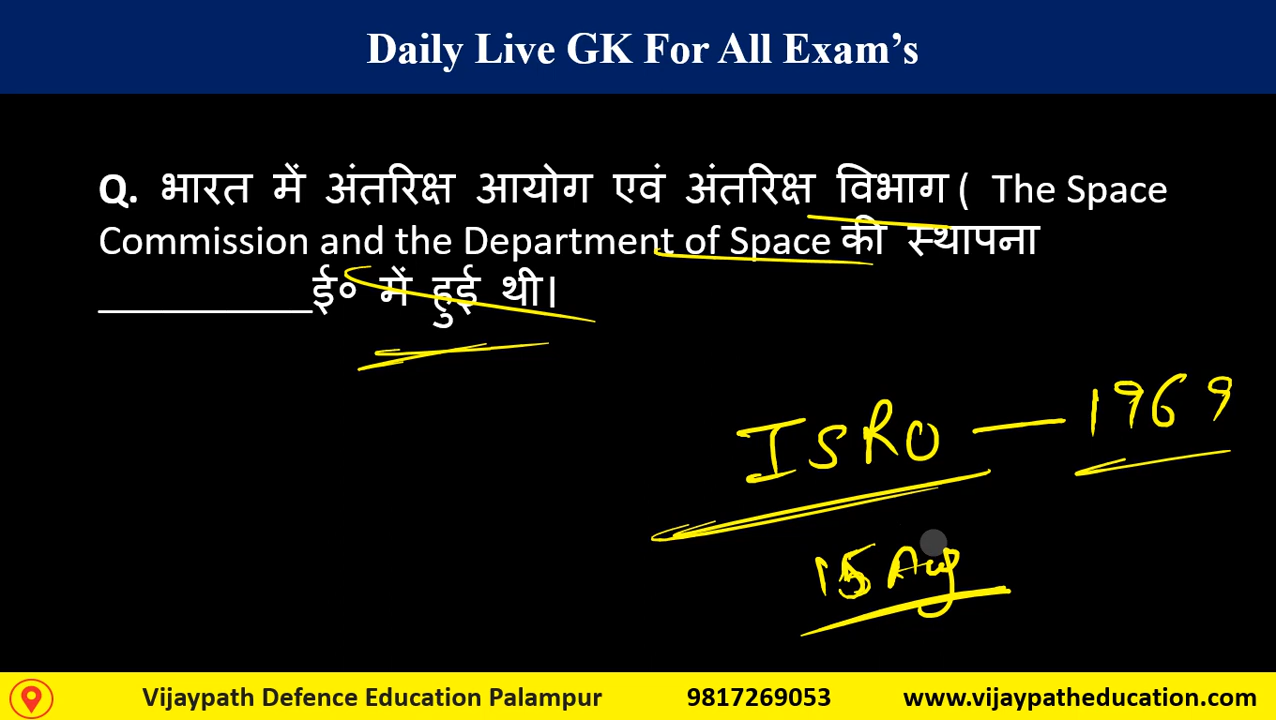 Daily Live GK For All Exam’s
Q. भारत में अंतरिक्ष आयोग एवं अंतरिक्ष विभाग ( The Space
Commission and the Department of Space की स्थापना
___________ई० में हुई थी।
ISRO — 1969
15 Aug
Vijaypath Defence Education Palampur 9817269053 www.vijaypatheducation.com